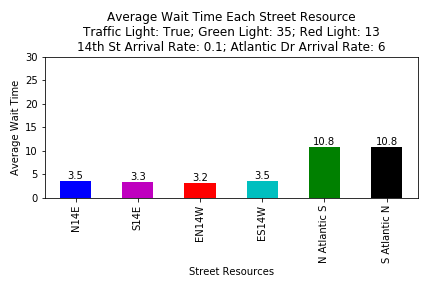 Average Wait Time Each Street Resource
Traffic Light: True; Green Light: 35; Red Light: 13
14th St Arrival Rate: 0.1; Atlantic Dr Arrival Rate: 6
Average Wait Time
30
25
20
15
10
5
0
3.5
3.3
3.2
3.5
10.8
10.8
N14E
S14E
EN14W
ES14W
N Atlantic S
S Atlantic N
Street Resources